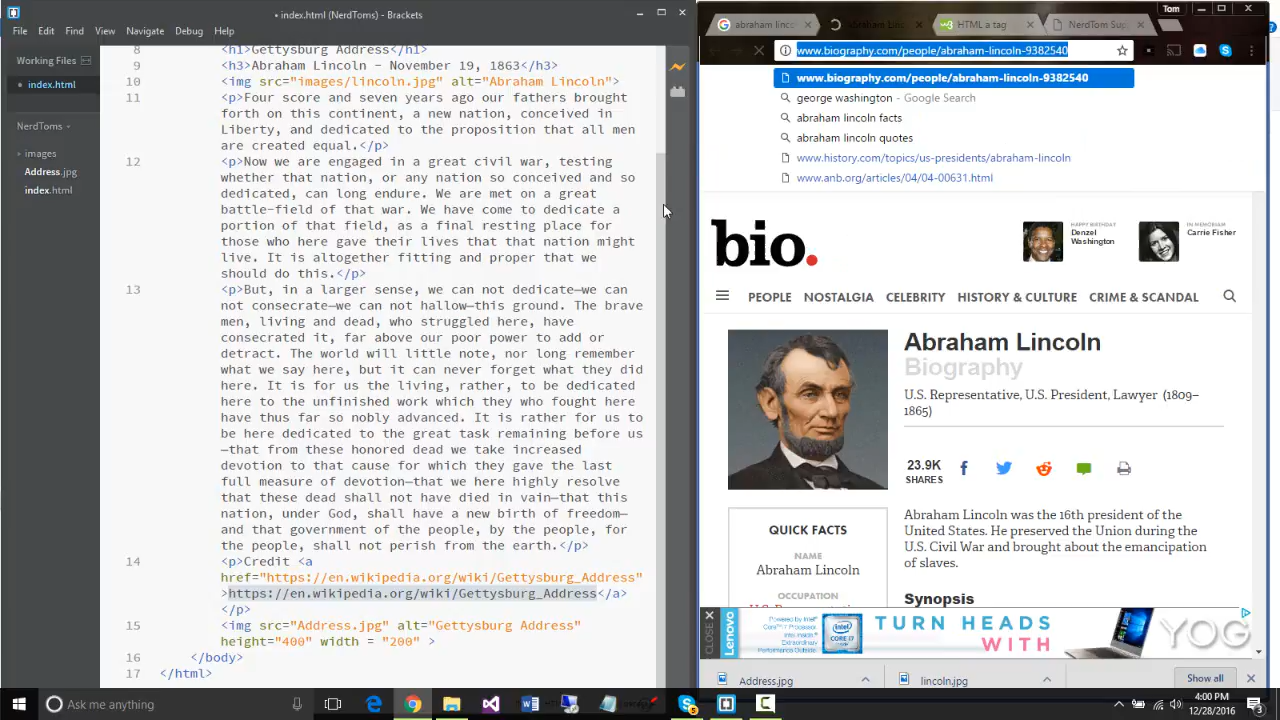 • index.html (NerdToms) - Brackets
File Edit Find View Navigate Debug Help
Working Files
• index.html
NerdToms
images
Address.jpg
index.html
8 <h1>Gettysburg Address</h1>
9 <h3>Abraham Lincoln - November 19, 1863</h3>
10 <img src="images/lincoln.jpg" alt="Abraham Lincoln">
11 <p>Four score and seven years ago our fathers brought
forth on this continent, a new nation, conceived in
Liberty, and dedicated to the proposition that all men
are created equal.</p>
12 <p>Now we are engaged in a great civil war, testing
whether that nation, or any nation so conceived and so
dedicated, can long endure. We are met on a great
battle-field of that war. We have come to dedicate a
portion of that field, as a final resting place for
those who here gave their lives that that nation might
live. It is altogether fitting and proper that we
should do this.</p>
13 <p>But, in a larger sense, we can not dedicate—we can
not consecrate—we can not hallow—this ground. The brave
men, living and dead, who struggled here, have
consecrated it, far above our poor power to add or
detract. The world will little note, nor long remember
what we say here, but it can never forget what they did
here. It is for us the living, rather, to be dedicated
here to the unfinished work which they who fought here
have thus far so nobly advanced. It is rather for us to
be here dedicated to the great task remaining before us
—that from these honored dead we take increased
devotion to that cause for which they gave the last
full measure of devotion—that we here highly resolve
that these dead shall not have died in vain—that this
nation, under God, shall have a new birth of freedom—
and that government of the people, by the people, for
the people, shall not perish from the earth.</p>
14 <p>Credit <a
href="https://en.wikipedia.org/wiki/Gettysburg_Address"
>https://en.wikipedia.org/wiki/Gettysburg_Address</a>
</p>
15 <img src="Address.jpg" alt="Gettysburg Address"
height="400" width = "200" >
16 </body>
17 </html>
Tom
abraham linco
Abraham Lin
HTML a tag
NerdTom Sup
www.biography.com/people/abraham-lincoln-9382540
www.biography.com/people/abraham-lincoln-9382540
george washington - Google Search
abraham lincoln facts
abraham lincoln quotes
www.history.com/topics/us-presidents/abraham-lincoln
www.anb.org/articles/04/04-00631.html
bio.
HAPPY BIRTHDAY
Denzel
Washington
IN MEMORIAM
Carrie Fisher
PEOPLE NOSTALGIA CELEBRITY HISTORY & CULTURE CRIME & SCANDAL
Abraham Lincoln
Biography
U.S. Representative, U.S. President, Lawyer (1809–
1865)
23.9K
SHARES
Abraham Lincoln was the 16th president of the
United States. He preserved the Union during the
U.S. Civil War and brought about the emancipation
of slaves.
Synopsis
QUICK FACTS
NAME
Abraham Lincoln
OCCUPATION
CLOSE
Lenovo
Powered by Intel
Core™ i7 Processor
Intel Inside
Extraordinary
Performance Outside
intel
inside
CORE i7
TURN HEADS
WITH
YOG
Address.jpg
lincoln.jpg
Show all
Ask me anything
4:00 PM
12/28/2016